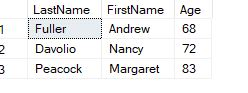 LastName FirstName Age
1 Fuller Andrew 68
2 Davolio Nancy 72
3 Peacock Margaret 83